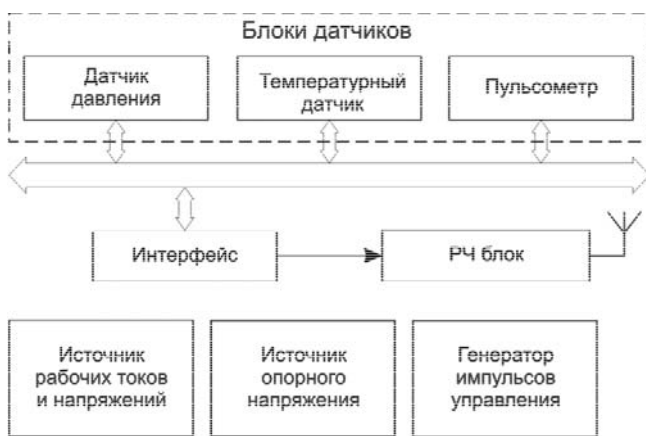 Блоки датчиков
Датчик
давления
Температурный
датчик
Пульсометр
Интерфейс
РЧ блок
Источник
рабочих токов
и напряжений
Источник
опорного
напряжения
Генератор
импульсов
управления